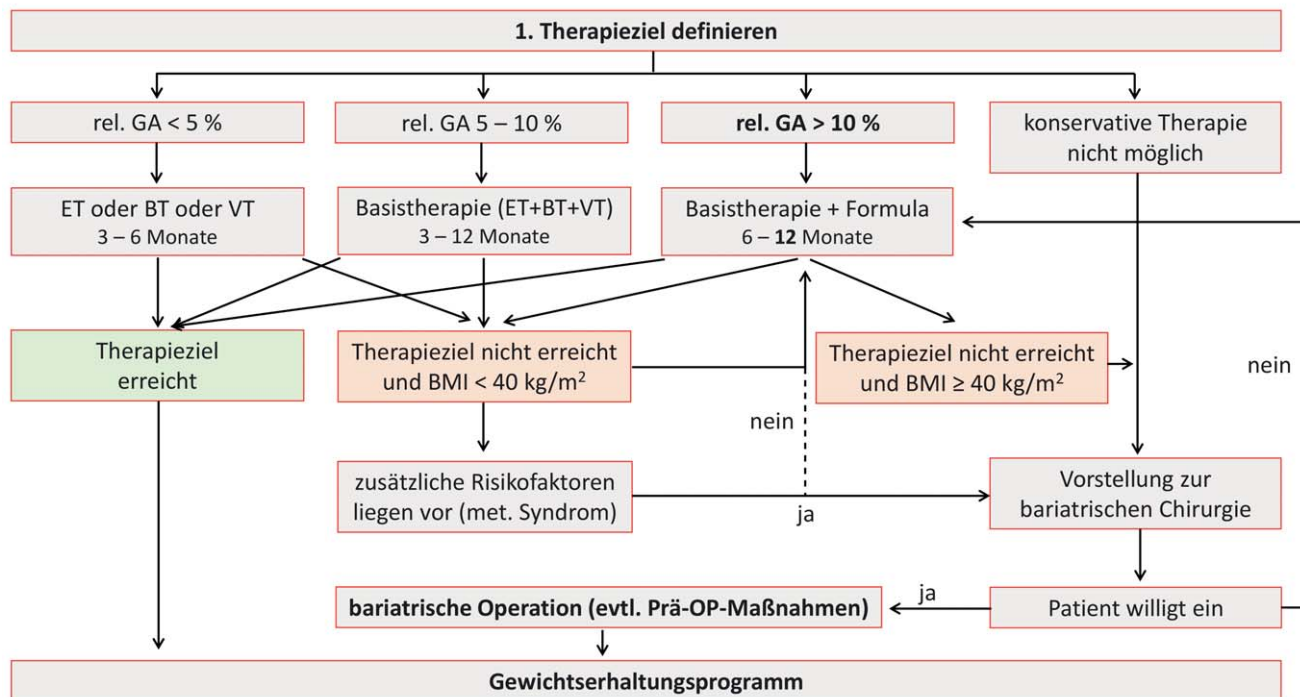 1. Therapieziel definieren
rel. GA < 5 %
rel. GA 5 – 10 %
rel. GA > 10 %
konservative Therapie
nicht möglich
ET oder BT oder VT
3 – 6 Monate
Basistherapie (ET+BT+VT)
3 – 12 Monate
Basistherapie + Formula
6 – 12 Monate
Therapieziel
erreicht
Therapieziel nicht erreicht
und BMI < 40 kg/m²
Therapieziel nicht erreicht
und BMI ≥ 40 kg/m²
nein
nein
zusätzliche Risikofaktoren
liegen vor (met. Syndrom)
ja
Vorstellung zur
bariatrischen Chirurgie
bariatrische Operation (evtl. Prä-OP-Maßnahmen)
ja
Patient willigt ein
Gewichtserhaltungsprogramm